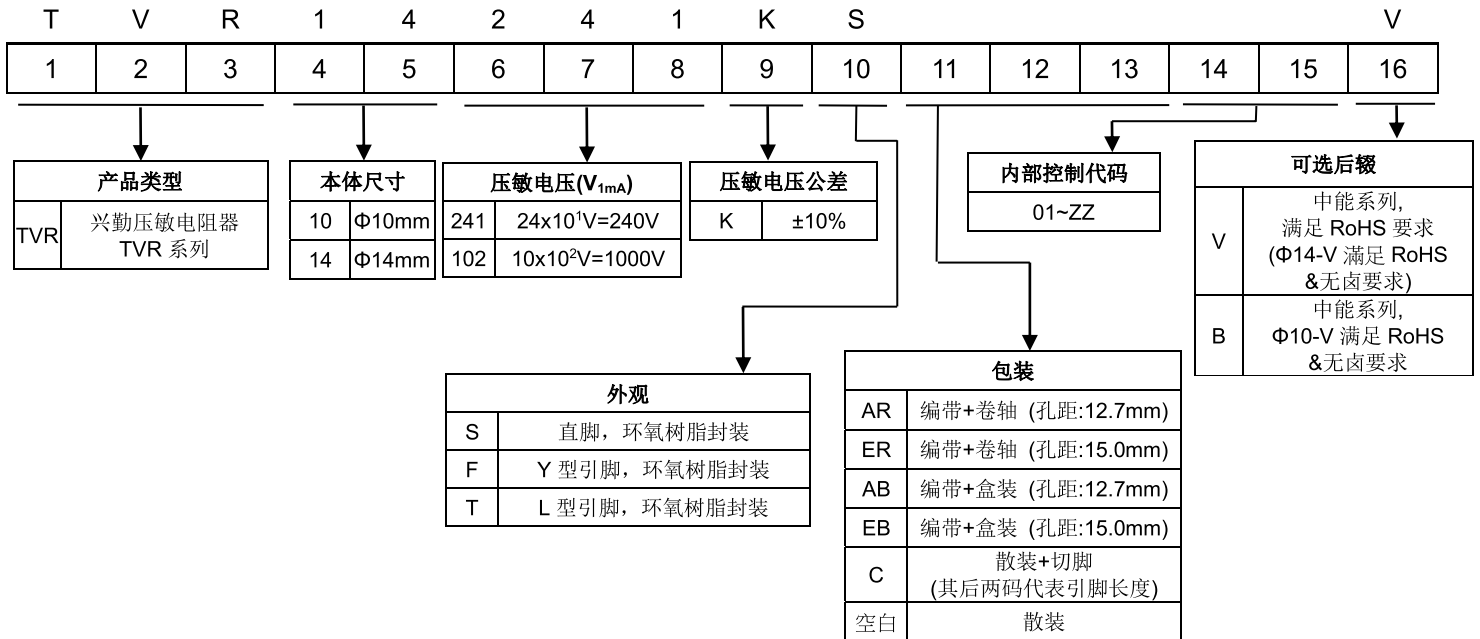 T V R 1 4 2 4 1 K S V
1 2 3 4 5 6 7 8 9 10 11 12 13 14 15 16
产品类型
TVR 兴勤压敏电阻器
TVR 系列
本体尺寸
10 Φ10mm
14 Φ14mm
压敏电压(V1mA)
241 24x10¹V=240V
102 10x10²V=1000V
压敏电压公差
K ±10%
内部控制代码
01~ZZ
可选后辍
V 中能系列,
满足 RoHS 要求
(Φ14-V 滿足 RoHS
&无卤要求)
B 中能系列,
Φ10-V 满足 RoHS
&无卤要求
外观
S 直脚，环氧树脂封装
F Y 型引脚，环氧树脂封装
T L 型引脚，环氧树脂封装
包装
AR 编带+卷轴 (孔距:12.7mm)
ER 编带+卷轴 (孔距:15.0mm)
AB 编带+盒装 (孔距:12.7mm)
EB 编带+盒装 (孔距:15.0mm)
C 散装+切脚
(其后两码代表引脚长度)
空白 散装